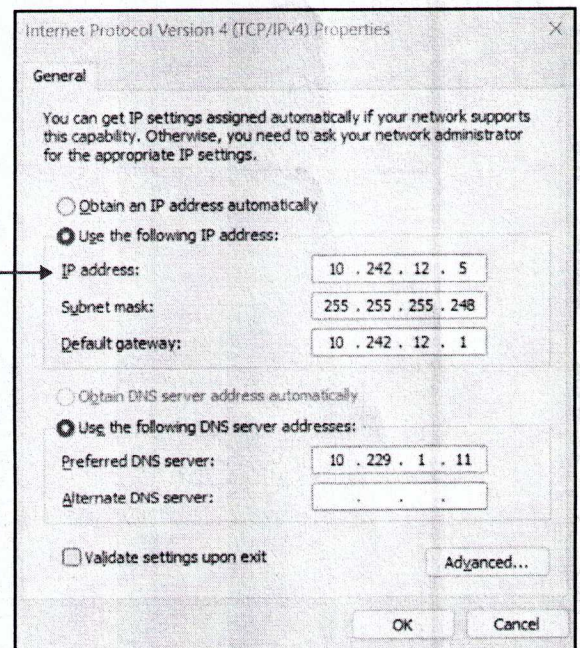 Internet Protocol Version 4 (TCP/IPv4) Properties
General
You can get IP settings assigned automatically if your network supports
this capability. Otherwise, you need to ask your network administrator
for the appropriate IP settings.
Obtain an IP address automatically
Use the following IP address:
IP address: 10 . 242 . 12 . 5
Subnet mask: 255 . 255 . 255 . 248
Default gateway: 10 . 242 . 12 . 1
Obtain DNS server address automatically
Use the following DNS server addresses:
Preferred DNS server: 10 . 229 . 1 . 11
Alternate DNS server: . . .
Validate settings upon exit
Advanced...
OK Cancel